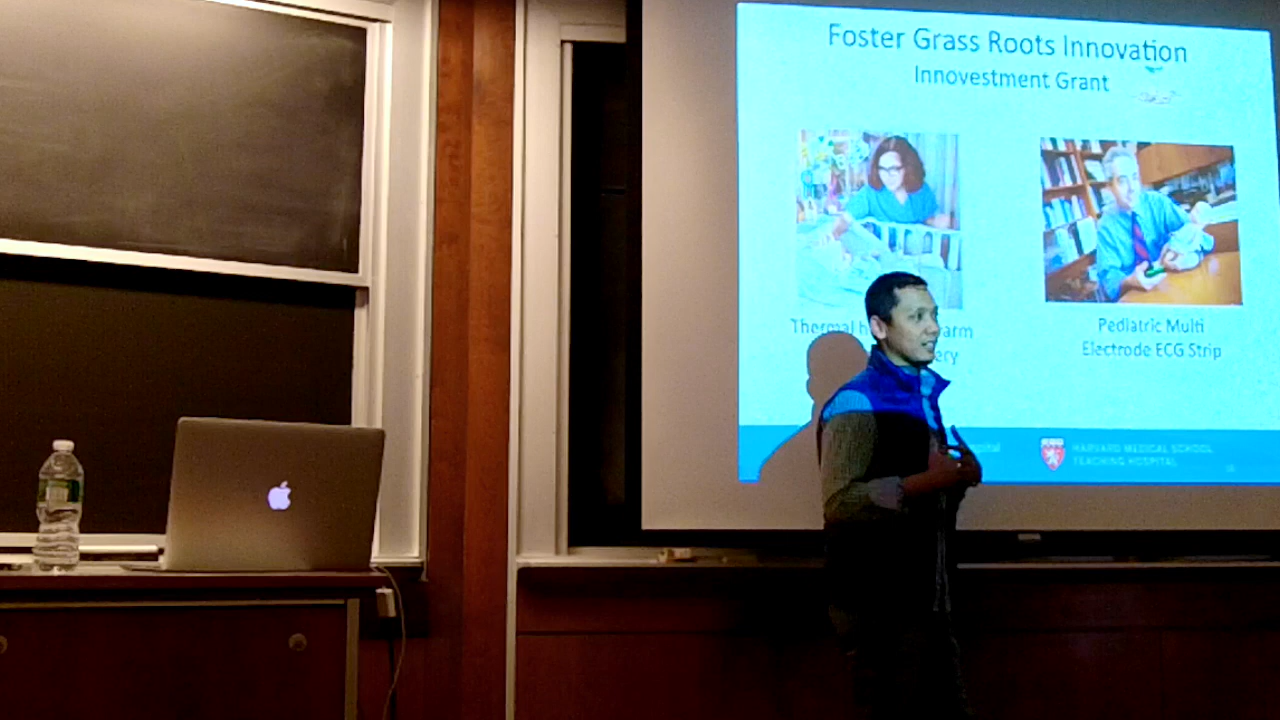 Foster Grass Roots Innovation
Innovestment Grant
Thermal
Pediatric Multi
Electrode ECG Strip
HARVARD MEDICAL SCHOOL
TEACHING HOSPITAL